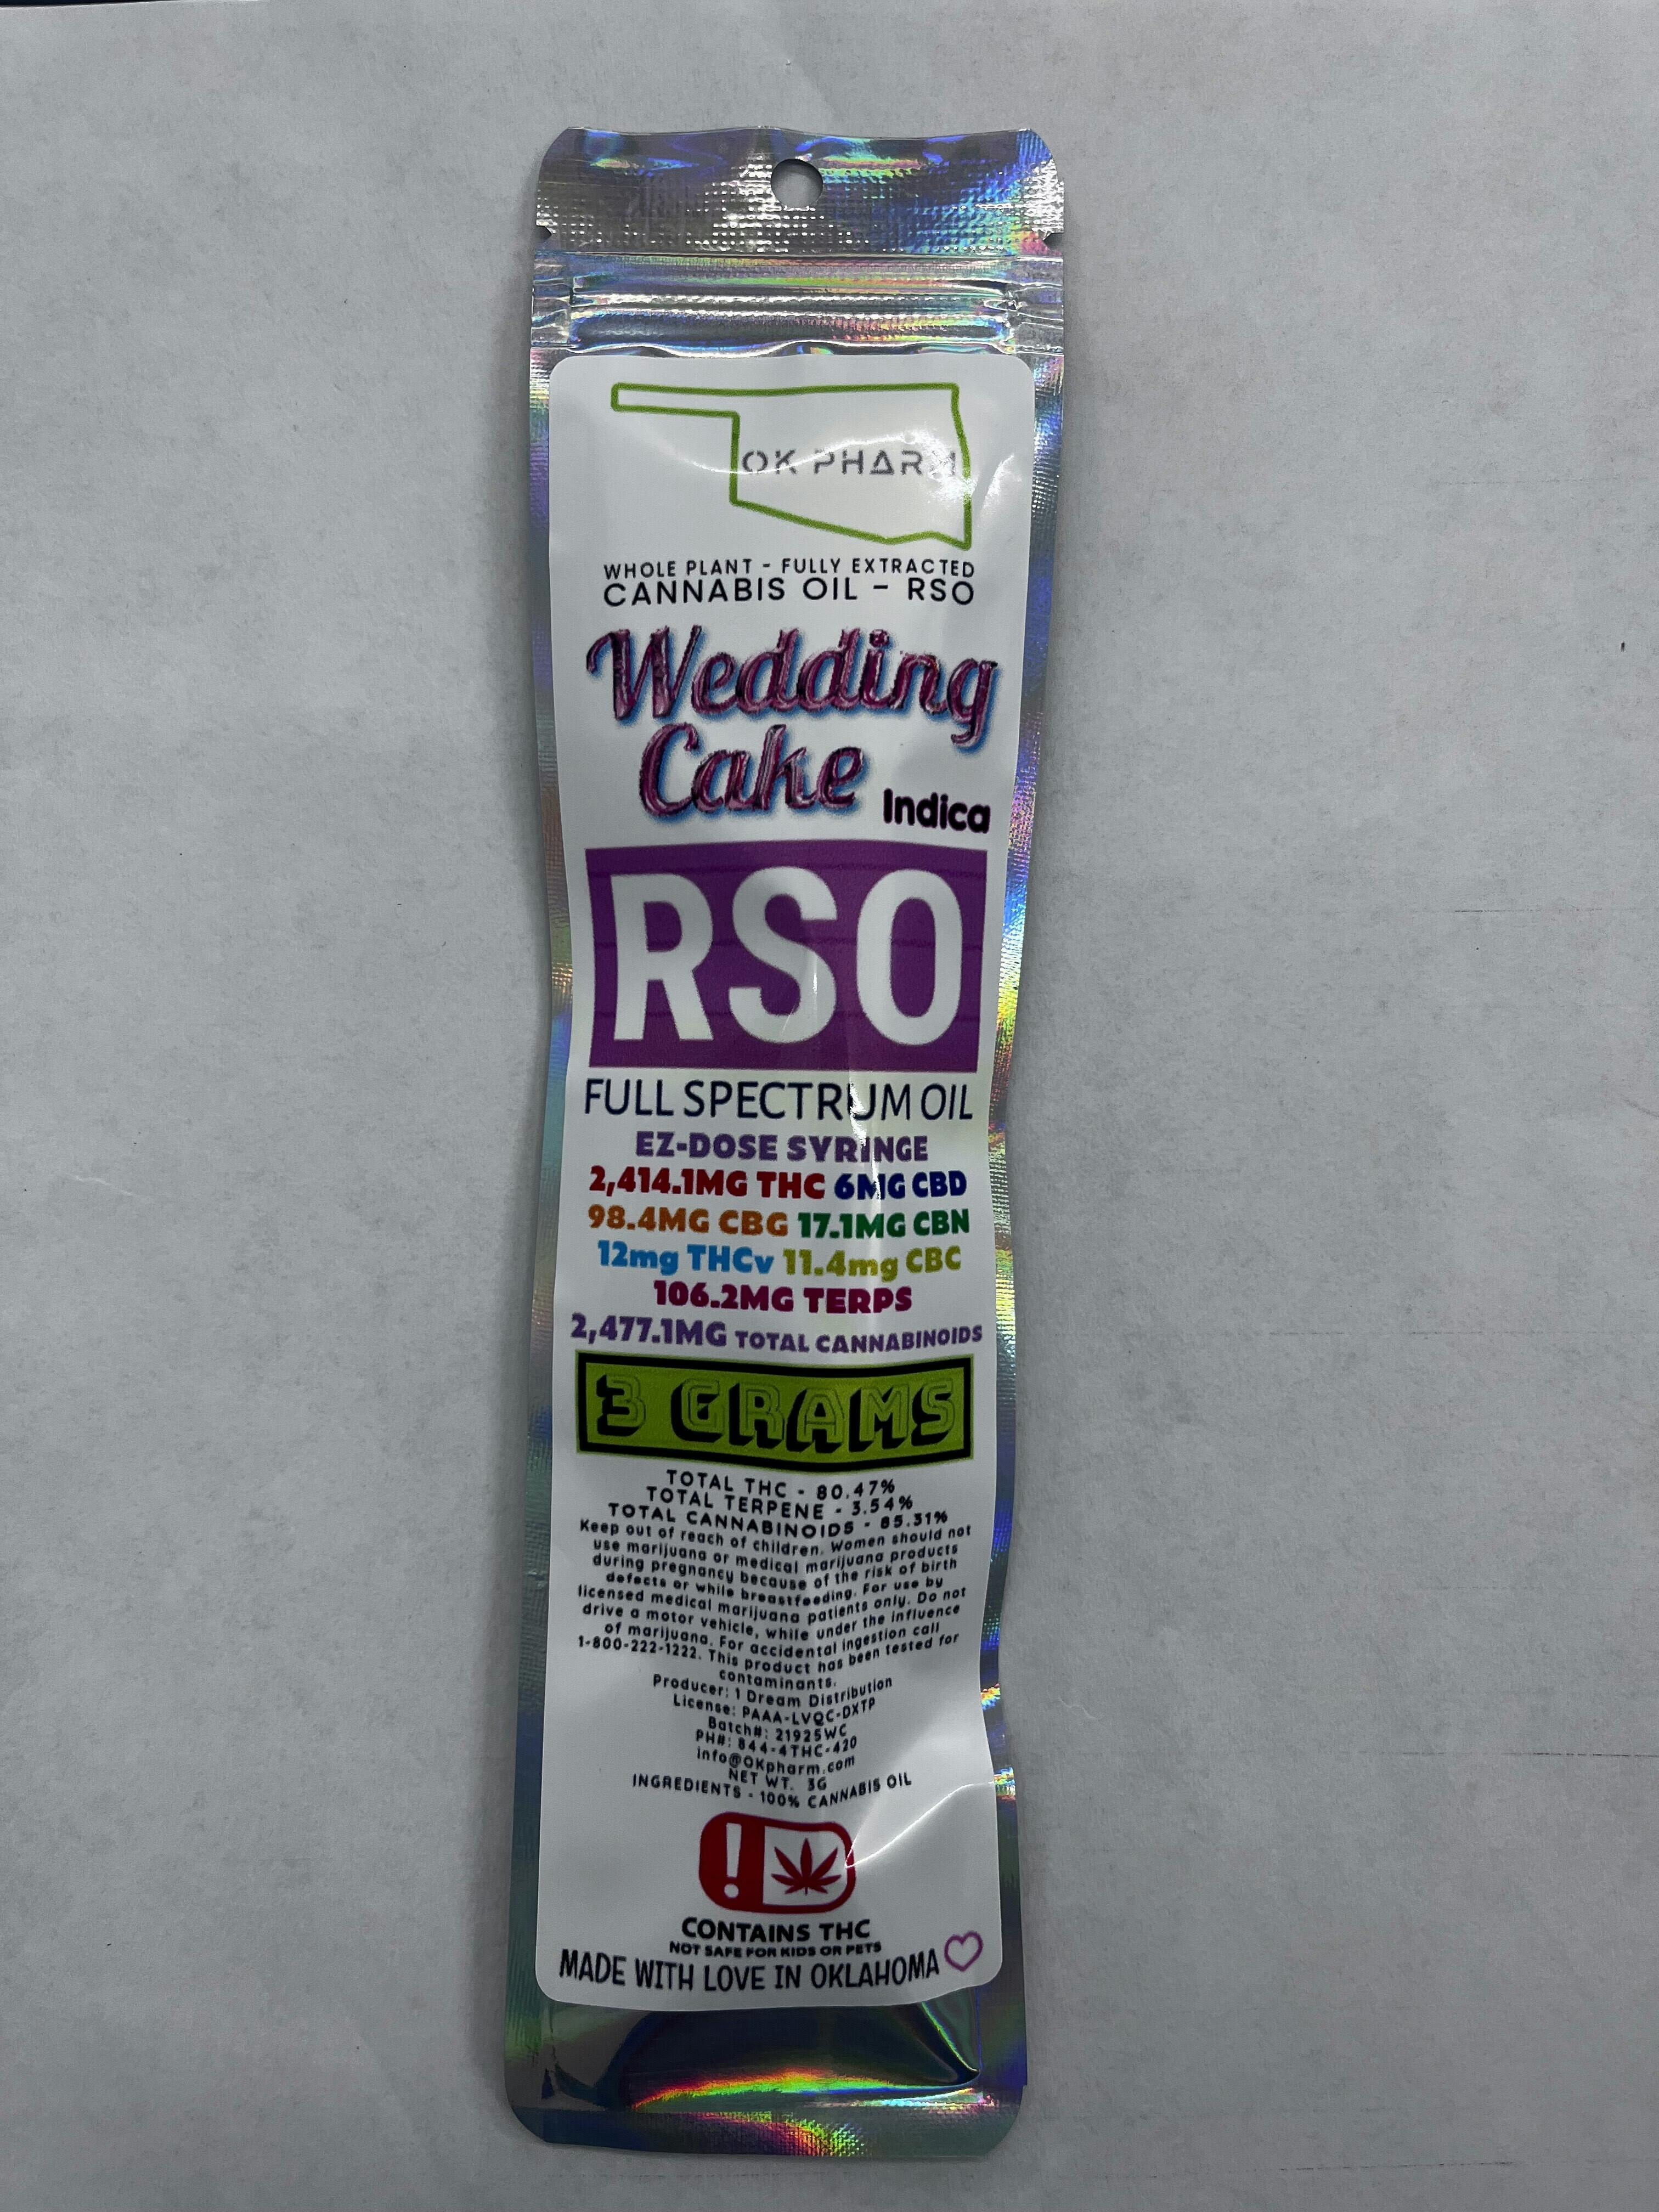 OK PHARM
WHOLE PLANT - FULLY EXTRACTED
CANNABIS OIL - RSO
Wedding
Cake
Indica
RSO
FULL SPECTRUM OIL
EZ-DOSE SYRINGE
2,414.1MG THC 6MG CBD
98.4MG CBG 17.1MG CBN
12mg THCv 11.4mg CBC
106.2MG TERPS
2,477.1MG TOTAL CANNABINOIDS
3 GRAMS
TOTAL THC - 80.47%
TOTAL TERPENE - 3.54%
TOTAL CANNABINOIDS - 85.31%
Keep out of reach of children. Women should not
use marijuana or medical marijuana products
during pregnancy because of the risk of birth
defects or while breastfeeding. For use by
licensed medical marijuana patients only. Do not
drive a motor vehicle, while under the influence
of marijuana. For accidental ingestion call
1-800-222-1222. This product has been tested for
contaminants.
Producer: 1 Dream Distribution
License: PAAA-LVQC-DXTP
Batch#: 21925WC
PH#: 844-4THC-420
info@OKpharm.com
NET WT. 3G
INGREDIENTS - 100% CANNABIS OIL
!
CONTAINS THC
NOT SAFE FOR KIDS OR PETS
MADE WITH LOVE IN OKLAHOMA